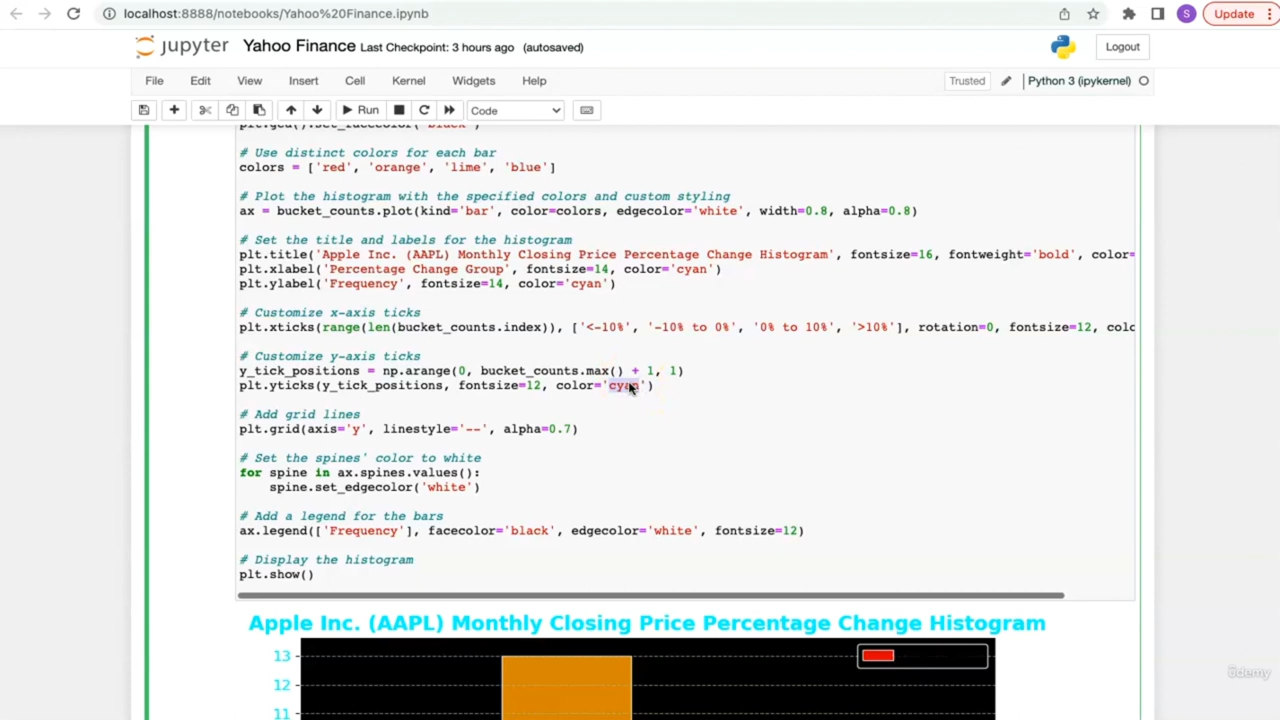 localhost:8888/notebooks/Yahoo%20Finance.ipynb
S
Update
jupyter Yahoo Finance Last Checkpoint: 3 hours ago (autosaved)
Logout
File Edit View Insert Cell Kernel Widgets Help
Trusted
Python 3 (ipykernel)
Run
Code
# Use distinct colors for each bar
colors = ['red', 'orange', 'lime', 'blue']
# Plot the histogram with the specified colors and custom styling
ax = bucket_counts.plot(kind='bar', color=colors, edgecolor='white', width=0.8, alpha=0.8)
# Set the title and labels for the histogram
plt.title('Apple Inc. (AAPL) Monthly Closing Price Percentage Change Histogram', fontsize=16, fontweight='bold', color=
plt.xlabel('Percentage Change Group', fontsize=14, color='cyan')
plt.ylabel('Frequency', fontsize=14, color='cyan')
# Customize x-axis ticks
plt.xticks(range(len(bucket_counts.index)), ['<-10%', '-10% to 0%', '0% to 10%', '>10%'], rotation=0, fontsize=12, colo
# Customize y-axis ticks
y_tick_positions = np.arange(0, bucket_counts.max() + 1, 1)
plt.yticks(y_tick_positions, fontsize=12, color='cyan')
# Add grid lines
plt.grid(axis='y', linestyle='--', alpha=0.7)
# Set the spines' color to white
for spine in ax.spines.values():
    spine.set_edgecolor('white')
# Add a legend for the bars
ax.legend(['Frequency'], facecolor='black', edgecolor='white', fontsize=12)
# Display the histogram
plt.show()
Apple Inc. (AAPL) Monthly Closing Price Percentage Change Histogram
13
12
11
ûdemy